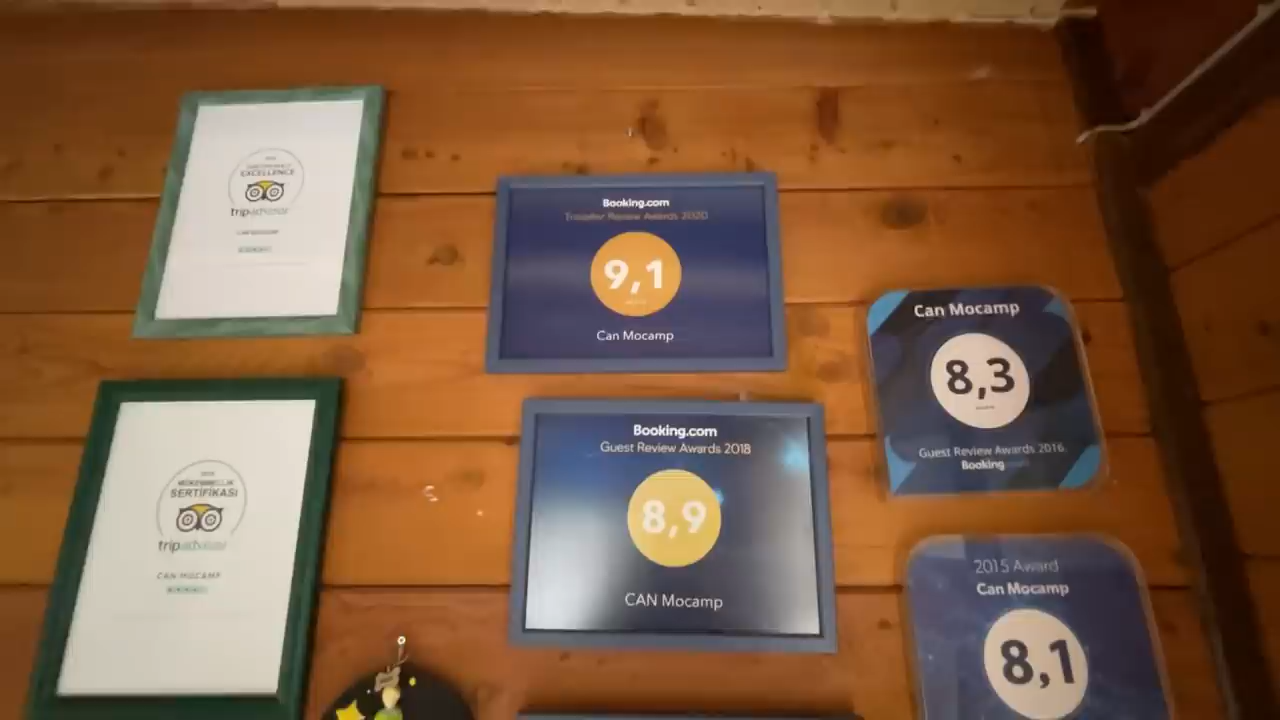 EXCELLENCE
tripadvisor
Booking.com
Traveller Review Awards 2020
9,1
Can Mocamp
Can Mocamp
8,3
Guest Review Awards 2016
Booking
Booking.com
Guest Review Awards 2018
8,9
CAN Mocamp
MÜKEMMELLİK
SERTİFİKASI
tripadvisor
CAN MOCAMP
2015 Award
Can Mocamp
8,1